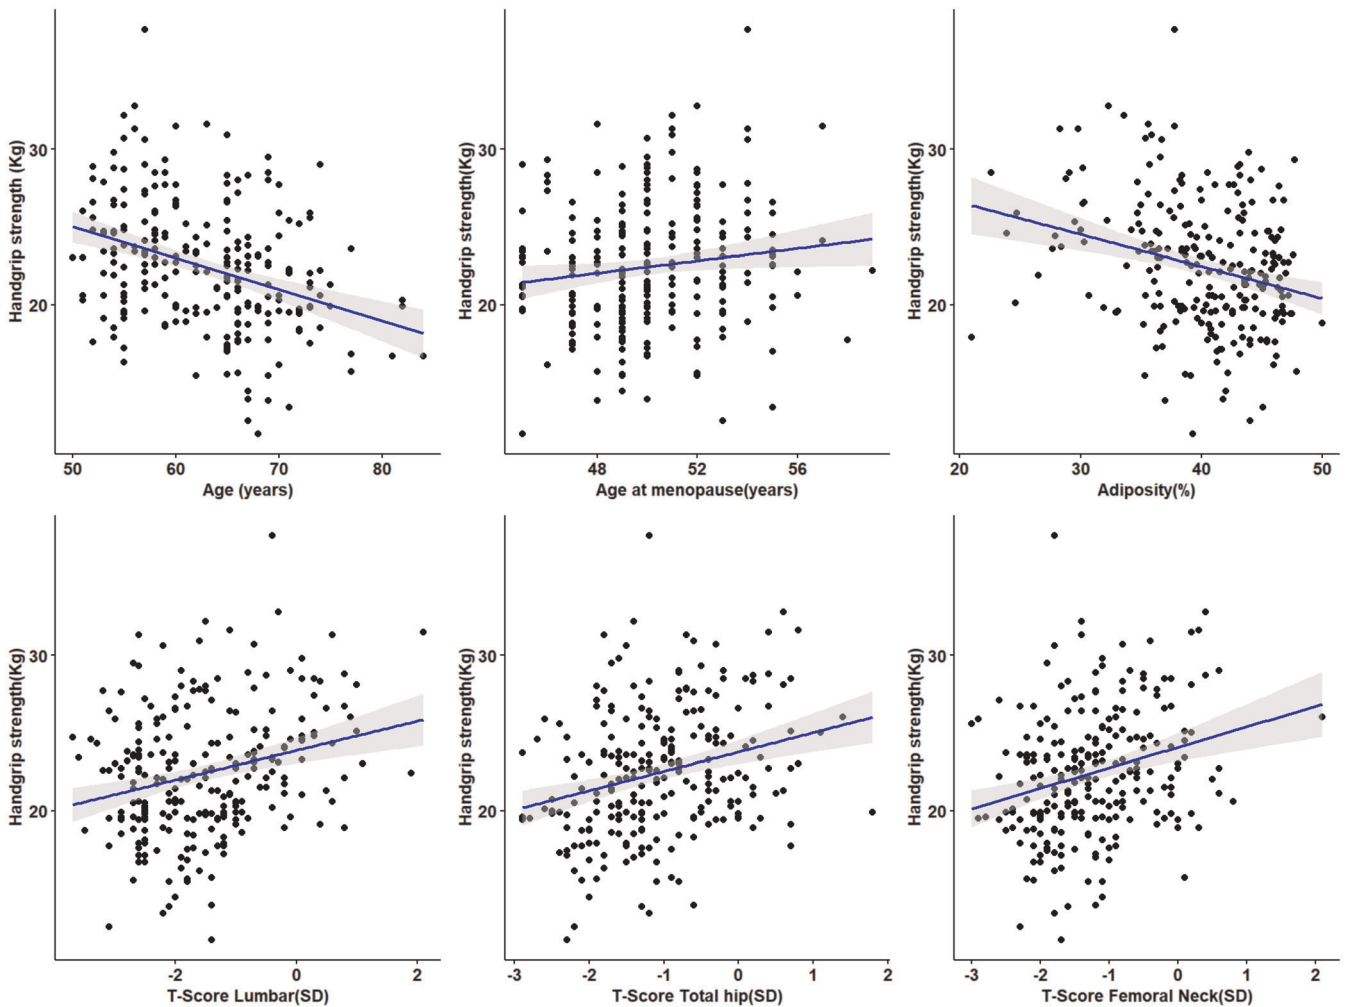 Handgrip strength (Kg)
30
20
50 60 70 80
Age (years)
Handgrip strength(Kg)
30
20
48 52 56
Age at menopause(years)
Handgrip strength(Kg)
30
20
20 30 40 50
Adiposity(%)
Handgrip strength(Kg)
30
20
-2 0 2
T-Score Lumbar(SD)
Handgrip strength(Kg)
30
20
-3 -2 -1 0 1 2
T-Score Total hip(SD)
Handgrip strength(Kg)
30
20
-3 -2 -1 0 1 2
T-Score Femoral Neck(SD)